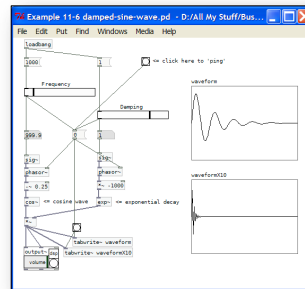 Example 11-6 damped-sine-wave.pd - D:/All My Stuff/Bus...
File Edit Put Find Windows Media Help
loadbang
1000
1
<= click here to 'ping'
Frequency
Damping
waveform
999.9
0
1
sig~
sig~
phasor~
phasor~
-~ 0.25
*~ -1000
waveformX10
cos~
<= cosine wave
exp~
<= exponential decay
*~
tabwrite~ waveform
output~
dsp
tabwrite~ waveformX10
volume